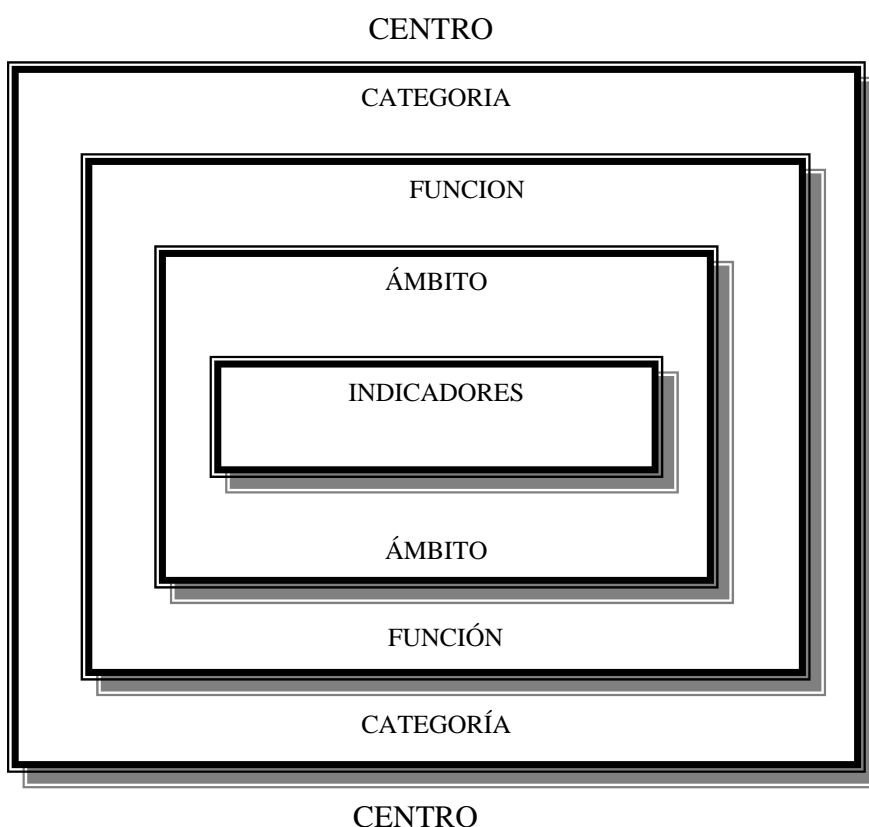 CENTRO
CATEGORIA
FUNCION
ÁMBITO
INDICADORES
ÁMBITO
FUNCIÓN
CATEGORÍA
CENTRO